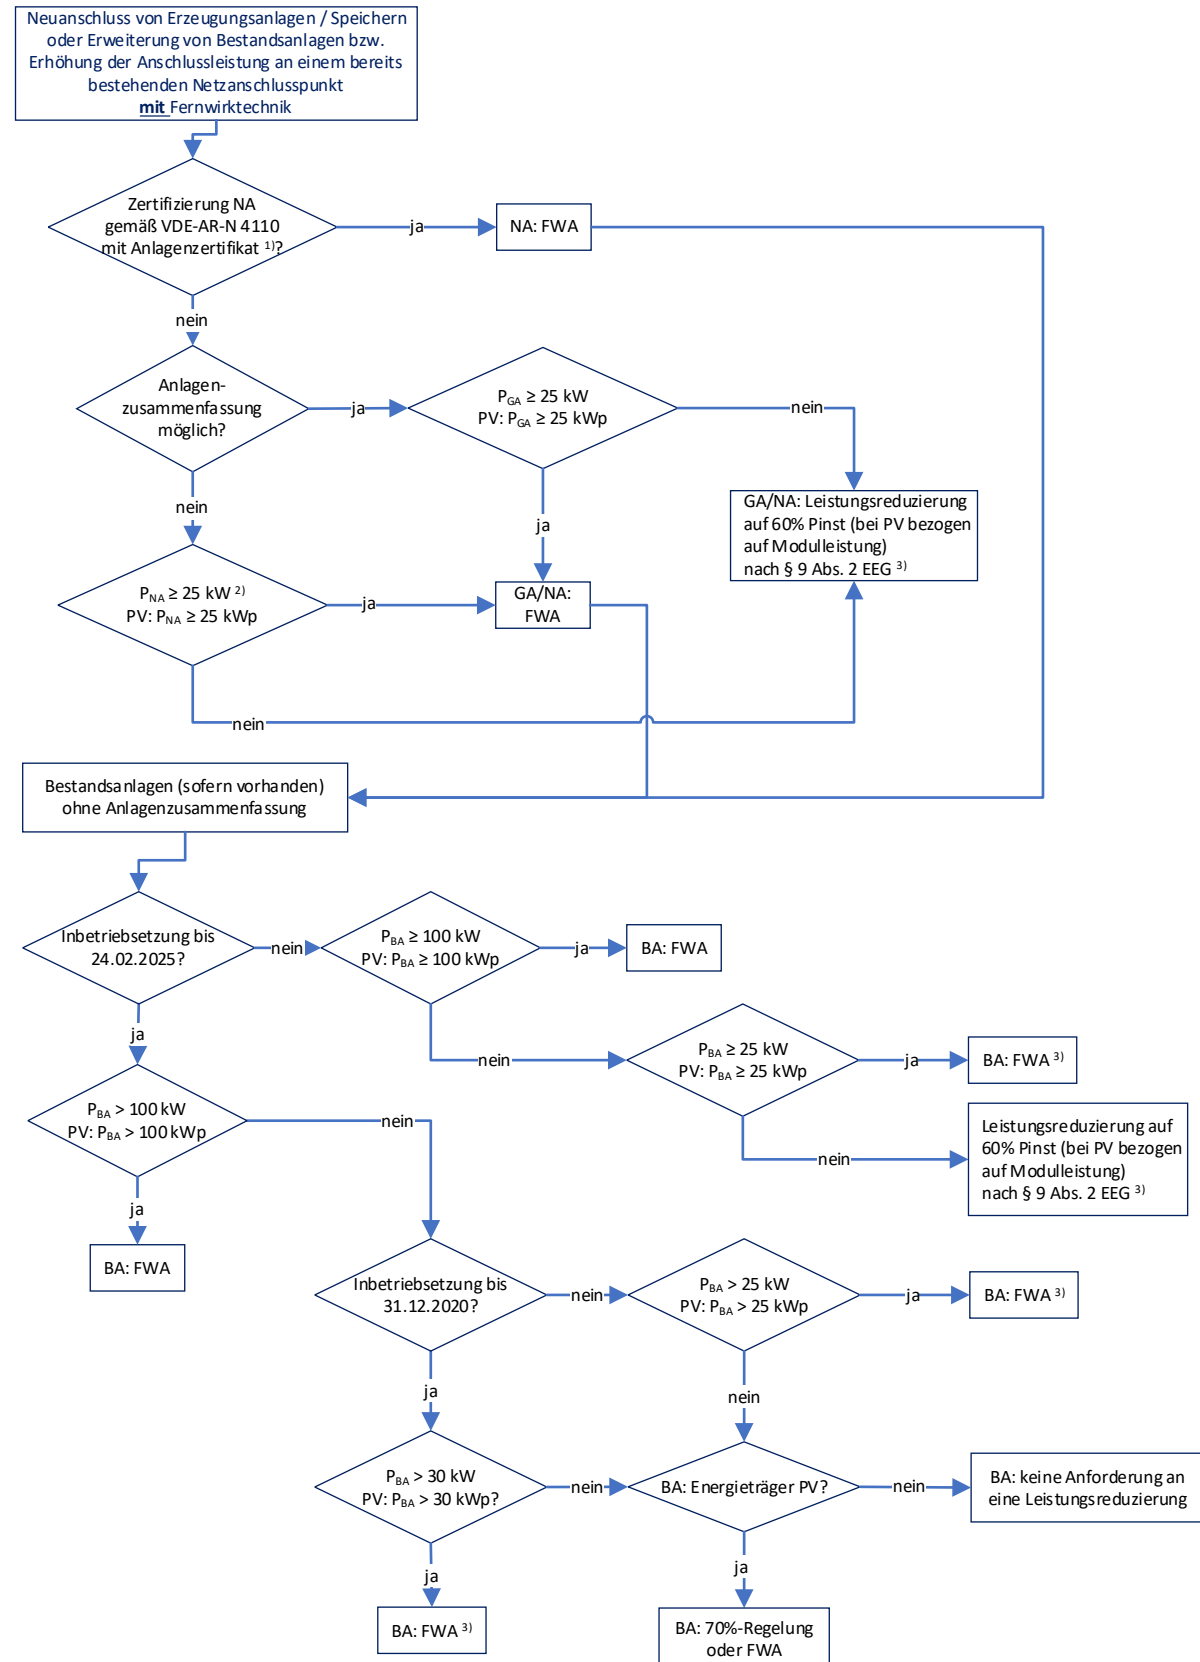 Neuanschluss von Erzeugungsanlagen / Speichern
oder Erweiterung von Bestandsanlagen bzw.
Erhöhung der Anschlussleistung an einem bereits
bestehenden Netzanschlusspunkt
mit Fernwirktechnik
Zertifizierung NA
gemäß VDE-AR-N 4110
mit Anlagenzertifikat 1)?
ja
NA: FWA
nein
Anlagen-
zusammenfassung
möglich?
ja
PGA ≥ 25 kW
PV: PGA ≥ 25 kWp
nein
nein
ja
GA/NA: Leistungsreduzierung
auf 60% Pinst (bei PV bezogen
auf Modulleistung)
nach § 9 Abs. 2 EEG 3)
PNA ≥ 25 kW 2)
PV: PNA ≥ 25 kWp
ja
GA/NA:
FWA
nein
Bestandsanlagen (sofern vorhanden)
ohne Anlagenzusammenfassung
Inbetriebsetzung bis
24.02.2025?
nein
PBA ≥ 100 kW
PV: PBA ≥ 100 kWp
ja
BA: FWA
ja
nein
PBA ≥ 25 kW
PV: PBA ≥ 25 kWp
ja
BA: FWA 3)
PBA > 100 kW
PV: PBA > 100 kWp
nein
nein
Leistungsreduzierung auf
60% Pinst (bei PV bezogen
auf Modulleistung)
nach § 9 Abs. 2 EEG 3)
ja
BA: FWA
Inbetriebsetzung bis
31.12.2020?
nein
PBA > 25 kW
PV: PBA > 25 kWp
ja
BA: FWA 3)
ja
nein
PBA > 30 kW
PV: PBA > 30 kWp?
nein
BA: Energieträger PV?
nein
BA: keine Anforderung an
eine Leistungsreduzierung
ja
ja
BA: FWA 3)
BA: 70%-Regelung
oder FWA